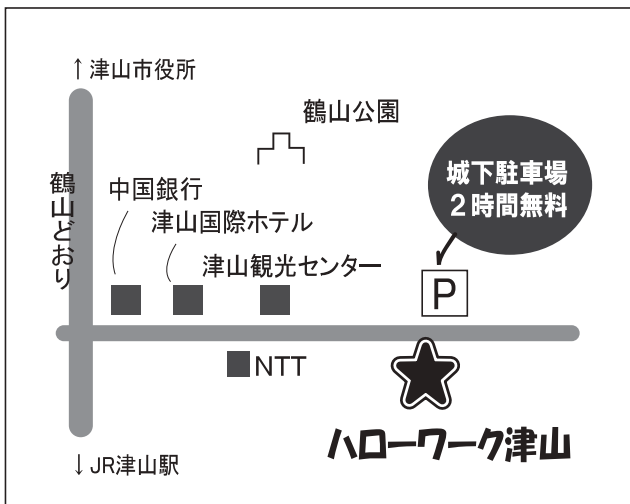 ↑津山市役所
鶴山公園
城下駐車場
2時間無料
鶴山どおり
中国銀行
津山国際ホテル
津山観光センター
P
NTT
ハローワーク津山
↓JR津山駅